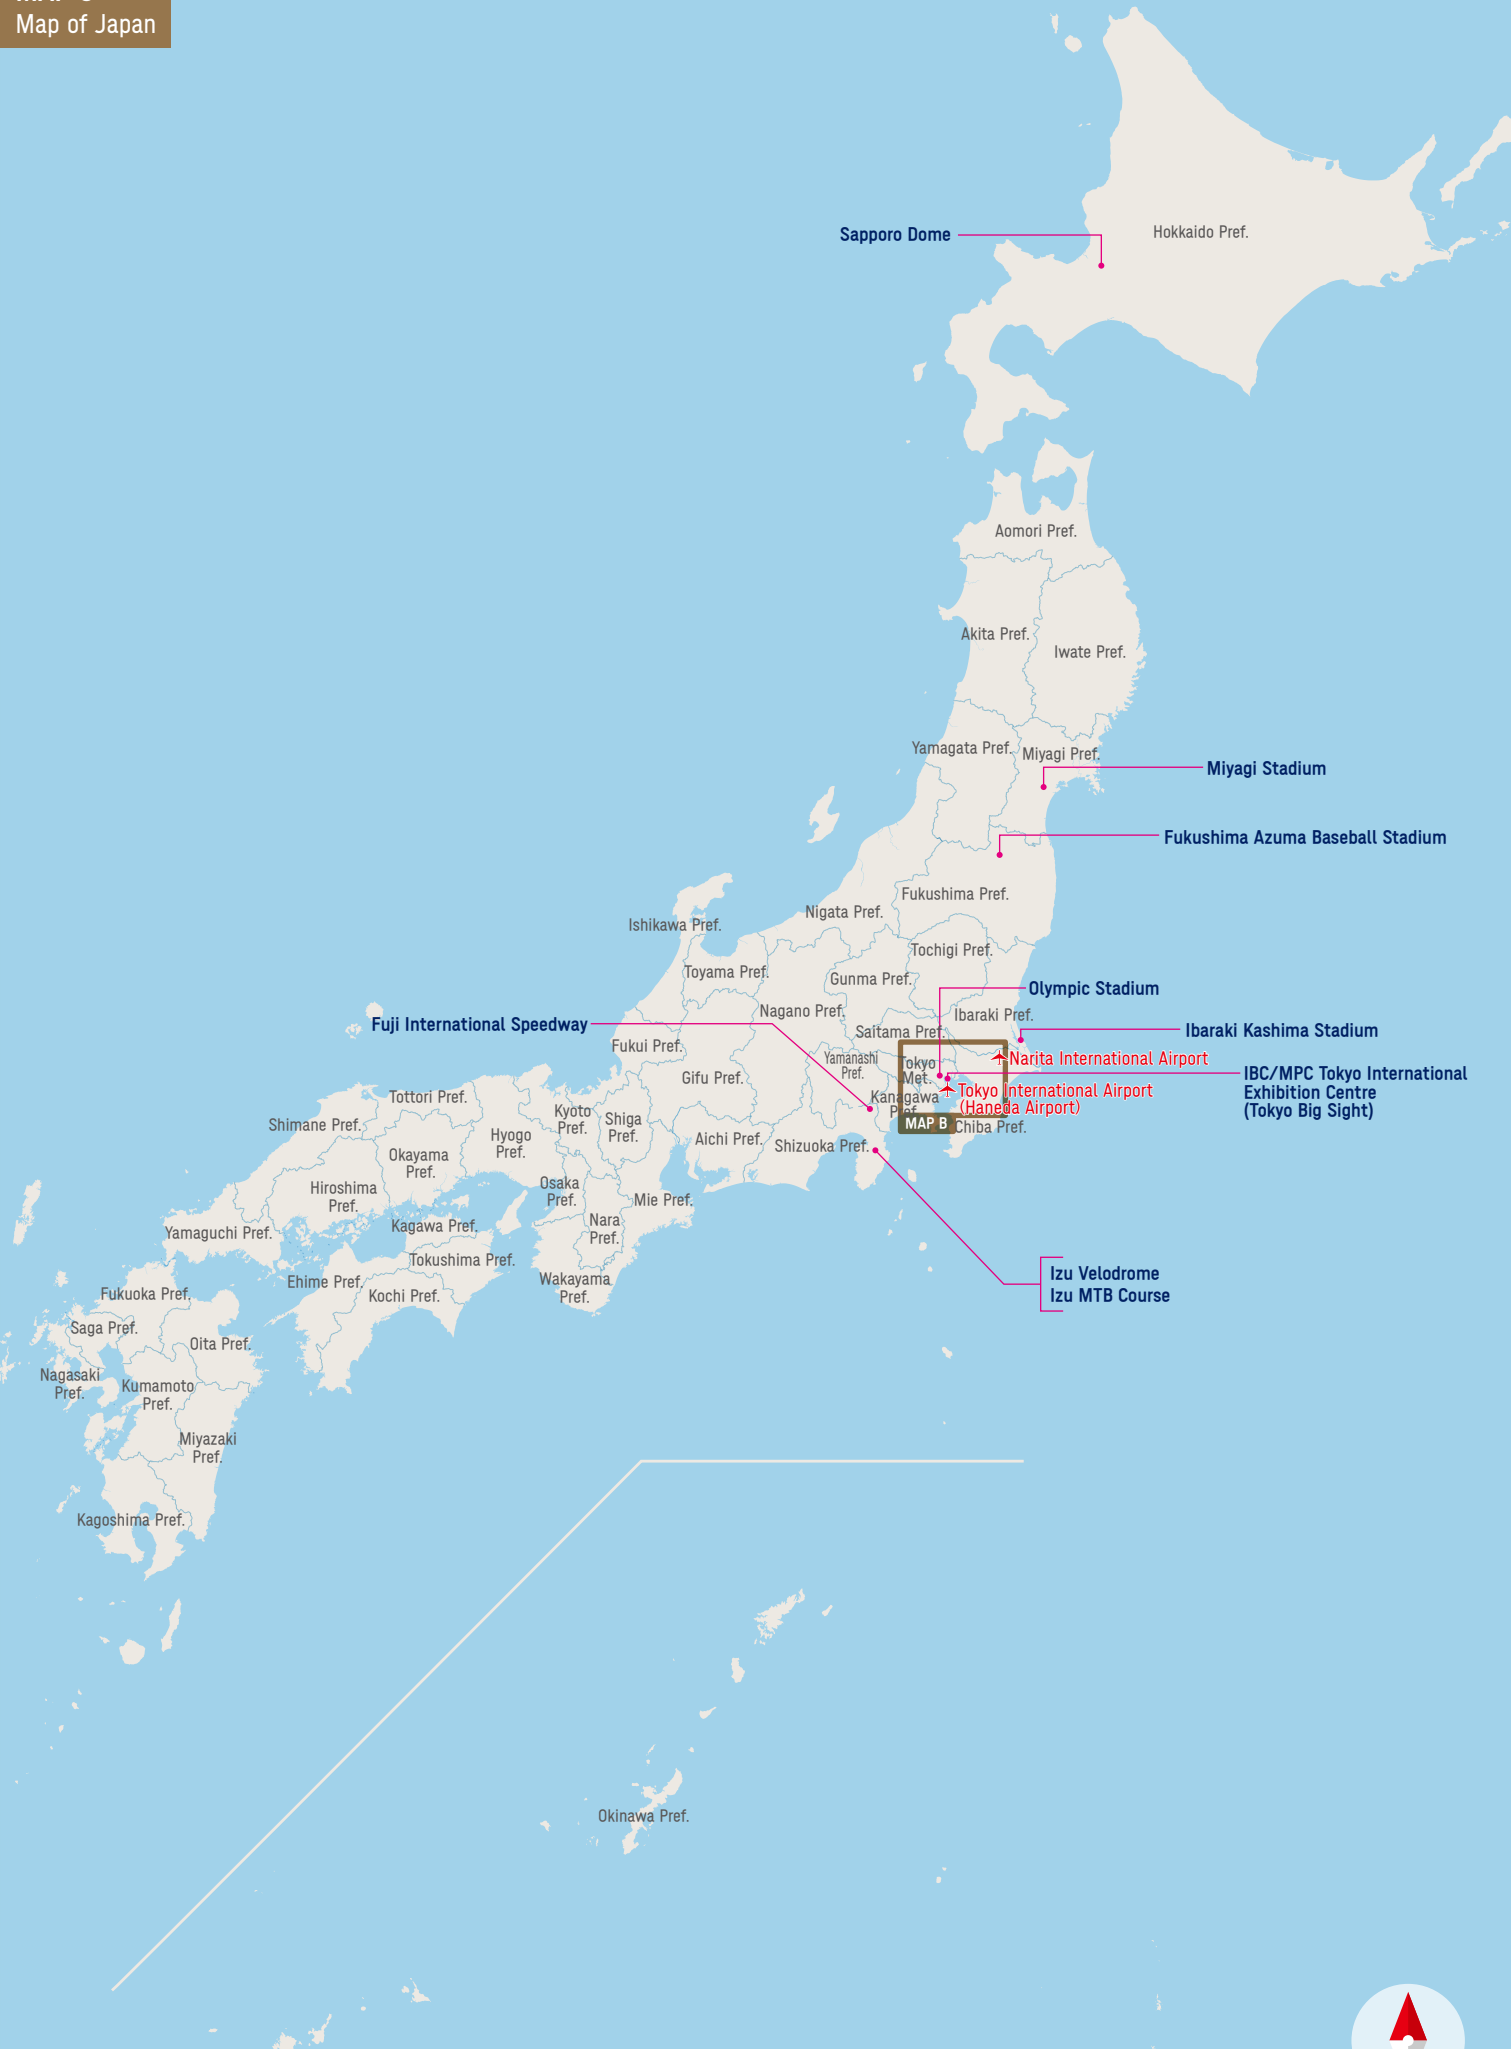 Map of Japan
Hokkaido Pref.
Sapporo Dome
Aomori Pref.
Akita Pref.
Iwate Pref.
Yamagata Pref.
Miyagi Pref.
Miyagi Stadium
Fukushima Azuma Baseball Stadium
Fukushima Pref.
Nigata Pref.
Ishikawa Pref.
Tochigi Pref.
Toyama Pref.
Gunma Pref.
Olympic Stadium
Nagano Pref.
Ibaraki Pref.
Fuji International Speedway
Saitama Pref.
Ibaraki Kashima Stadium
Fukui Pref.
Yamanashi
Pref.
Tokyo
Met.
Narita International Airport
Gifu Pref.
IBC/MPC Tokyo International
Exhibition Centre
(Tokyo Big Sight)
Tokyo International Airport
(Haneda Airport)
Kanagawa
Pref.
MAP B
Chiba Pref.
Tottori Pref.
Kyoto
Pref.
Shiga
Pref.
Shimane Pref.
Hyogo
Pref.
Aichi Pref.
Shizuoka Pref.
Okayama
Pref.
Hiroshima
Pref.
Osaka
Pref.
Mie Pref.
Nara
Pref.
Kagawa Pref.
Yamaguchi Pref.
Tokushima Pref.
Wakayama
Pref.
Ehime Pref.
Kochi Pref.
Izu Velodrome
Izu MTB Course
Fukuoka Pref.
Saga Pref.
Oita Pref.
Nagasaki
Pref.
Kumamoto
Pref.
Miyazaki
Pref.
Kagoshima Pref.
Okinawa Pref.